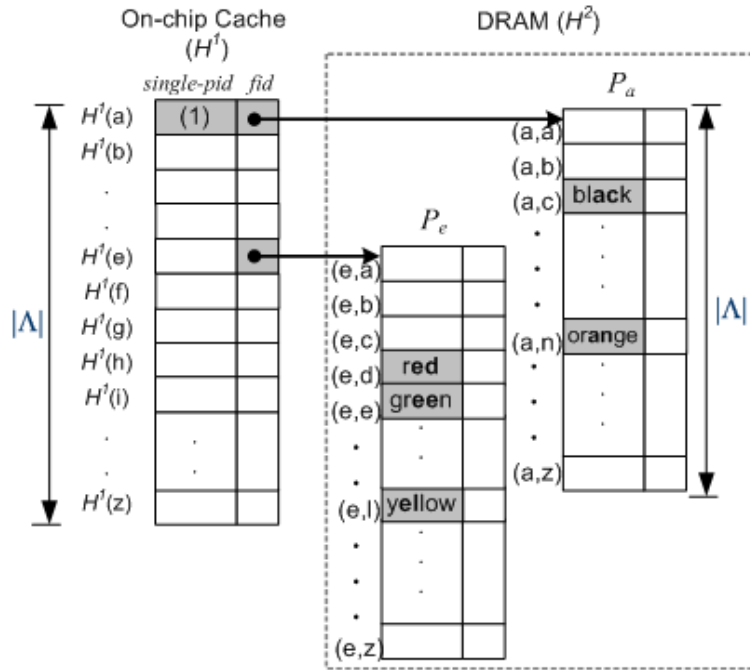 On-chip Cache
(H¹)
DRAM (H²)
single-pid fid
H¹(a)
(1)
H¹(b)
.
.
H¹(e)
H¹(f)
H¹(g)
H¹(h)
H¹(i)
.
.
H¹(z)
|Λ|
Pₑ
(e,a)
(e,b)
(e,c)
(e,d) red
(e,e) green
(e,l) yellow
(e,z)
Pₐ
(a,a)
(a,b)
(a,c) black
(a,n) orange
(a,z)
|Λ|